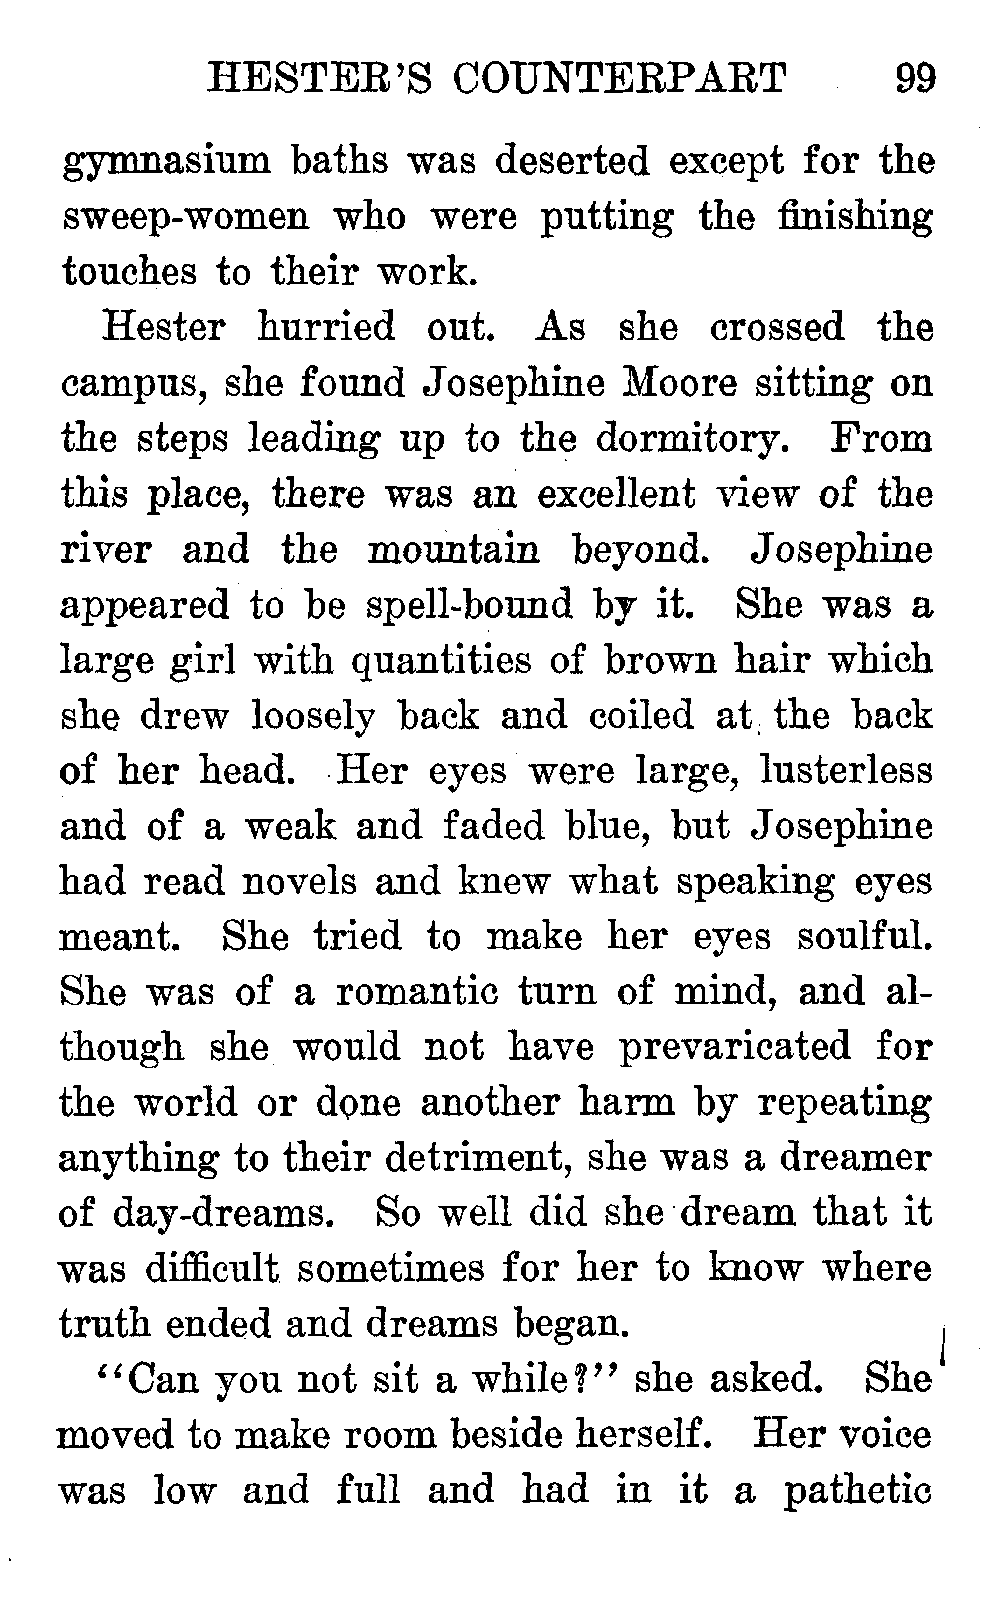 HESTER'S COUNTERPART 99
gymnasium baths was deserted except for the
sweep-women who were putting the finishing
touches to their work.
Hester hurried out. As she crossed the
campus, she found Josephine Moore sitting on
the steps leading up to the dormitory. From
this place, there was an excellent view of the
river and the mountain beyond. Josephine
appeared to be spell-bound by it. She was a
large girl with quantities of brown hair which
she drew loosely back and coiled at the back
of her head. Her eyes were large, lusterless
and of a weak and faded blue, but Josephine
had read novels and knew what speaking eyes
meant. She tried to make her eyes soulful.
She was of a romantic turn of mind, and al-
though she would not have prevaricated for
the world or done another harm by repeating
anything to their detriment, she was a dreamer
of day-dreams. So well did she dream that it
was difficult sometimes for her to know where
truth ended and dreams began.
"Can you not sit a while?" she asked. She
moved to make room beside herself. Her voice
was low and full and had in it a pathetic